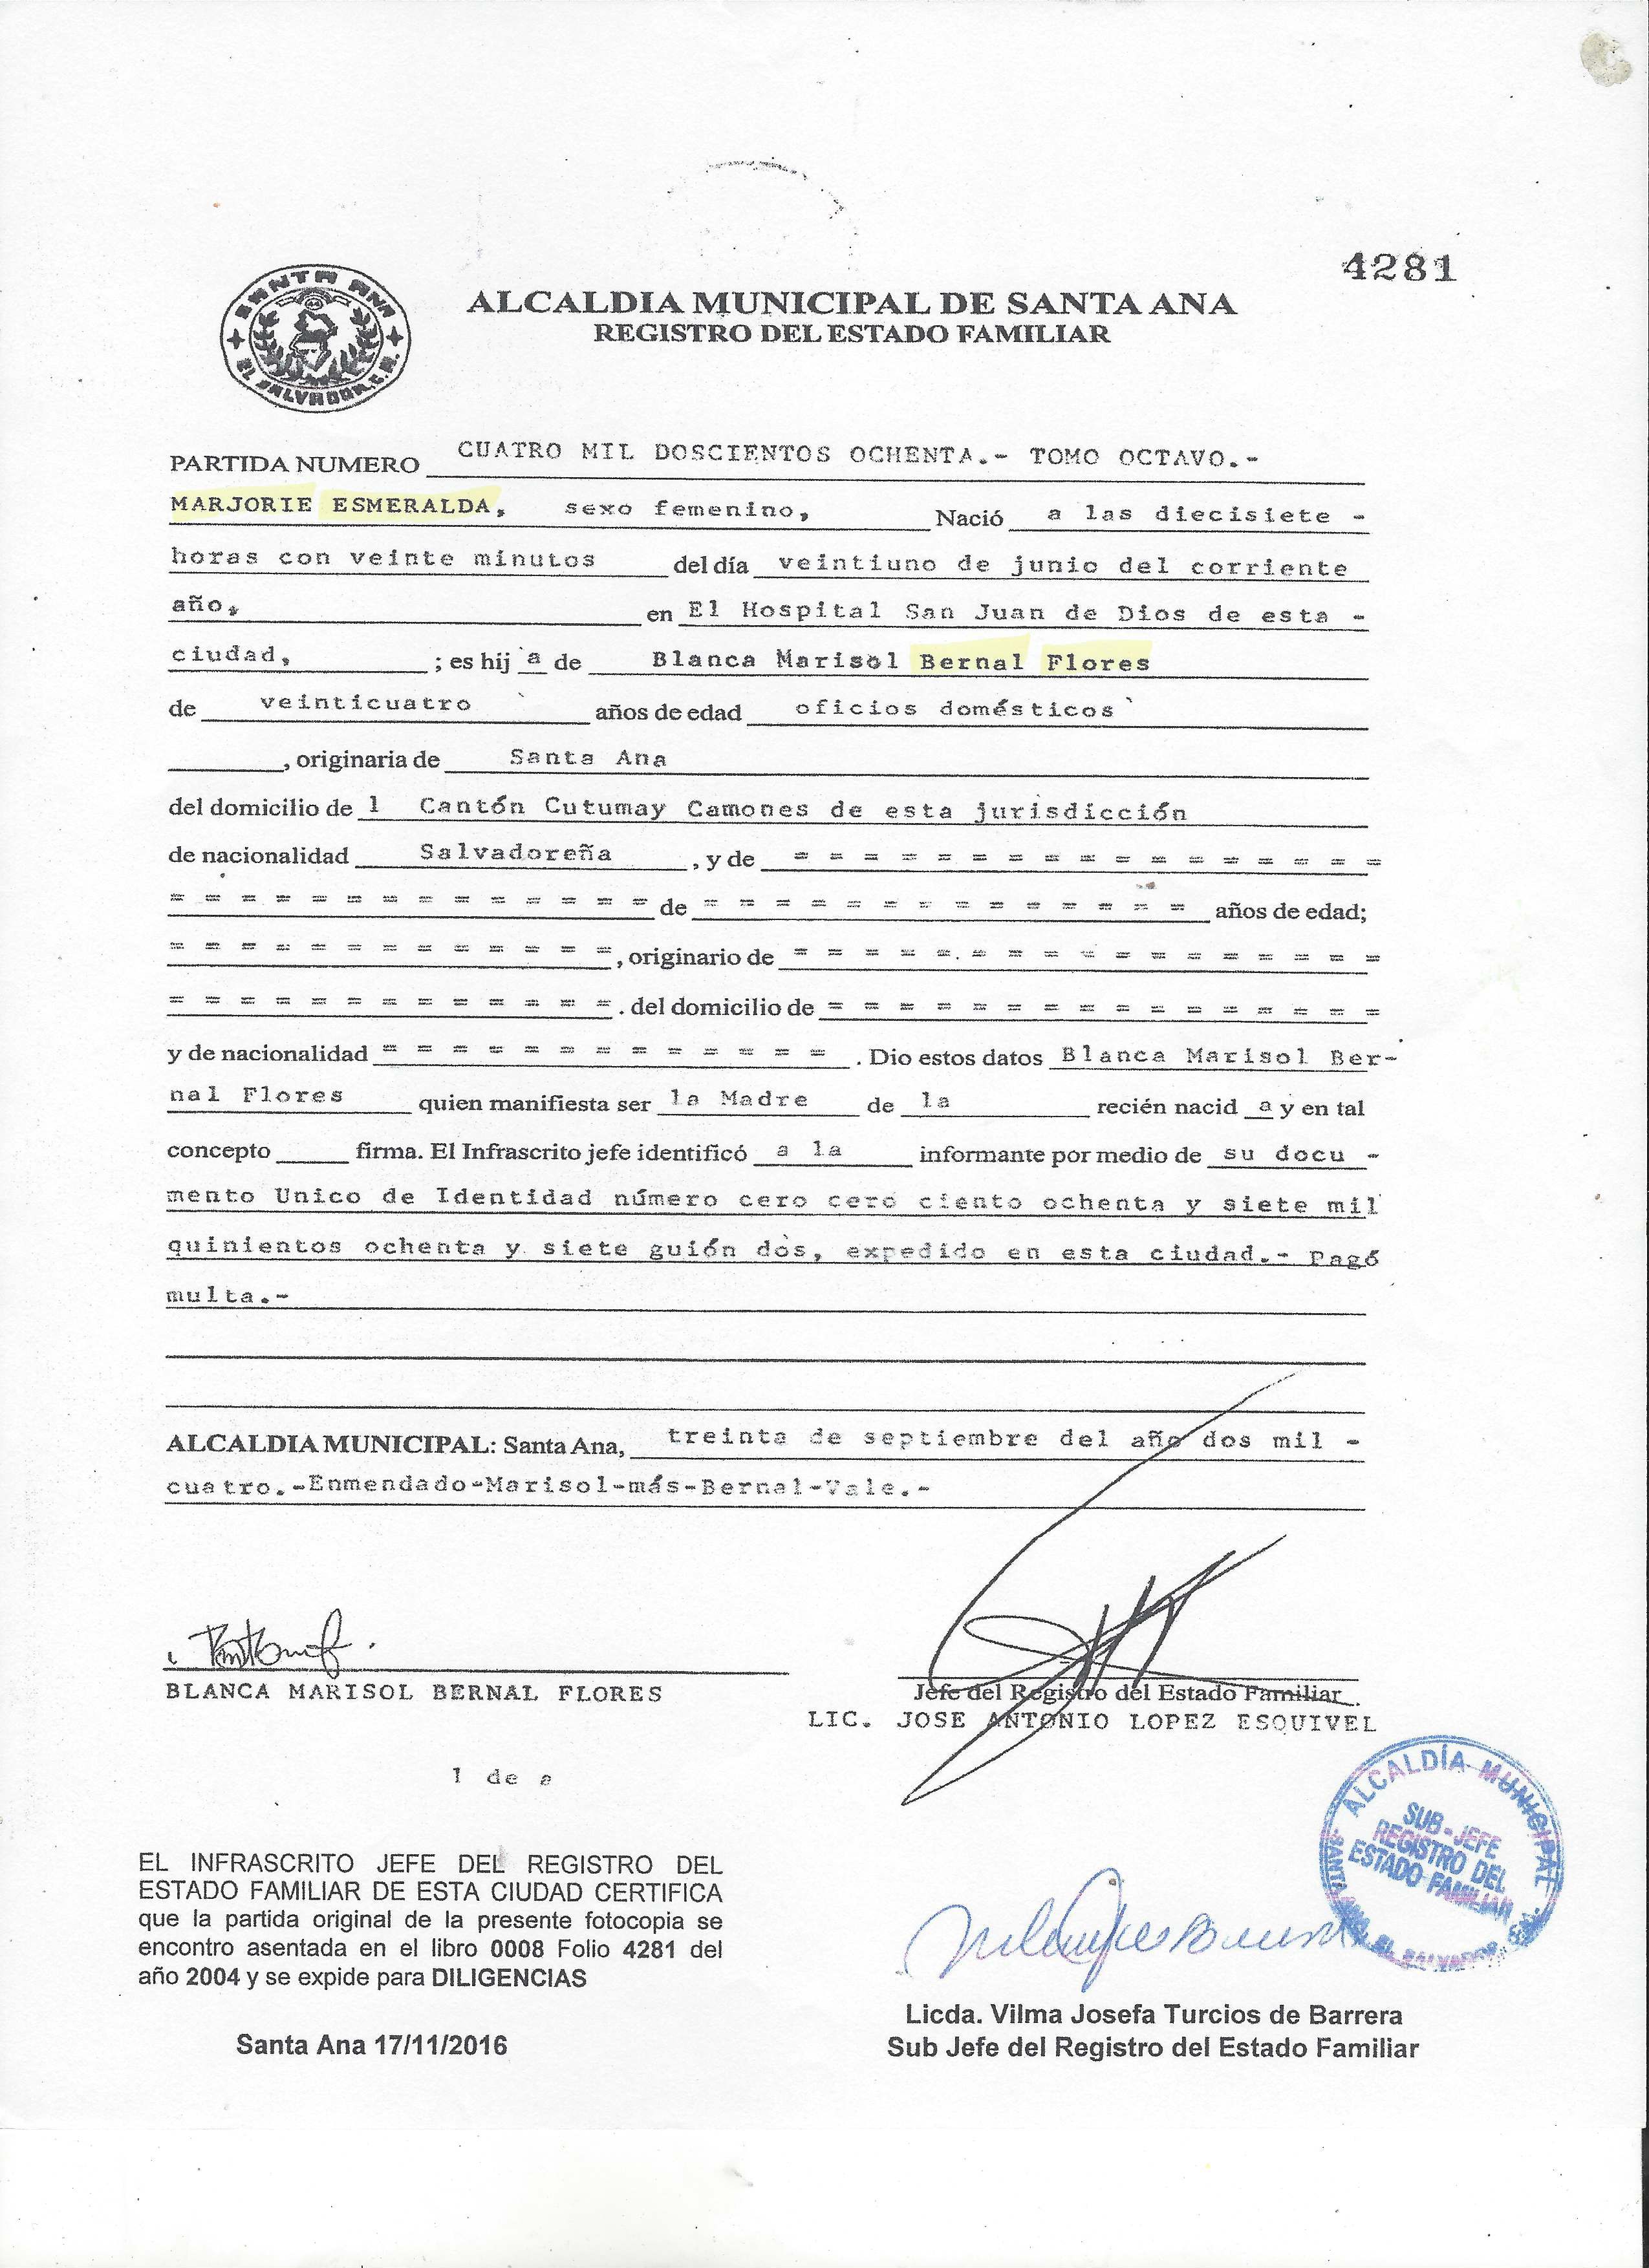 4281
SANTA ANA
EL SALVADOR, C.A.
ALCALDIA MUNICIPAL DE SANTA ANA
REGISTRO DEL ESTADO FAMILIAR
PARTIDA NUMERO CUATRO MIL DOSCIENTOS OCHENTA.- TOMO OCTAVO.-
MARJORIE ESMERALDA, sexo femenino, Nació a las diecisiete -
horas con veinte minutos del día veintiuno de junio del corriente
año, en El Hospital San Juan de Dios de esta -
ciudad, ; es hij a de Blanca Marisol Bernal Flores
de veinticuatro años de edad oficios domésticos
, originaria de Santa Ana
del domicilio de l Cantón Cutumay Camones de esta jurisdicción
de nacionalidad Salvadoreña , y de = = = = = = = = = = = = = = = = =
= = = = = = = = = = = = = = de = = = = = = = = = = = = = = años de edad;
= = = = = = = = = = = = = , originario de = = = = = = = = = = = = = = = = =
= = = = = = = = = = = = = . del domicilio de = = = = = = = = = = = = = = = =
y de nacionalidad = = = = = = = = = = = = = . Dio estos datos Blanca Marisol Ber-
nal Flores quien manifiesta ser la Madre de la recién nacid a y en tal
concepto firma. El Infrascrito jefe identificó a la informante por medio de su docu -
mento Unico de Identidad número cero cero ciento ochenta y siete mil
quinientos ochenta y siete guión dos, expedido en esta ciudad.- Pagó
multa.-
ALCALDIA MUNICIPAL: Santa Ana, treinta de septiembre del año dos mil -
cuatro.-Enmendado-Marisol-más-Bernal-Vale.-
BLANCA MARISOL BERNAL FLORES
Jefe del Registro del Estado Familiar.
LIC. JOSE ANTONIO LOPEZ ESQUIVEL
1 de a
ALCALDÍA MUNICIPAL
SUB-JEFE
REGISTRO DEL
ESTADO FAMILIAR
SANTA ANA, EL SALVADOR
EL INFRASCRITO JEFE DEL REGISTRO DEL
ESTADO FAMILIAR DE ESTA CIUDAD CERTIFICA
que la partida original de la presente fotocopia se
encontro asentada en el libro 0008 Folio 4281 del
año 2004 y se expide para DILIGENCIAS
Santa Ana 17/11/2016
Licda. Vilma Josefa Turcios de Barrera
Sub Jefe del Registro del Estado Familiar